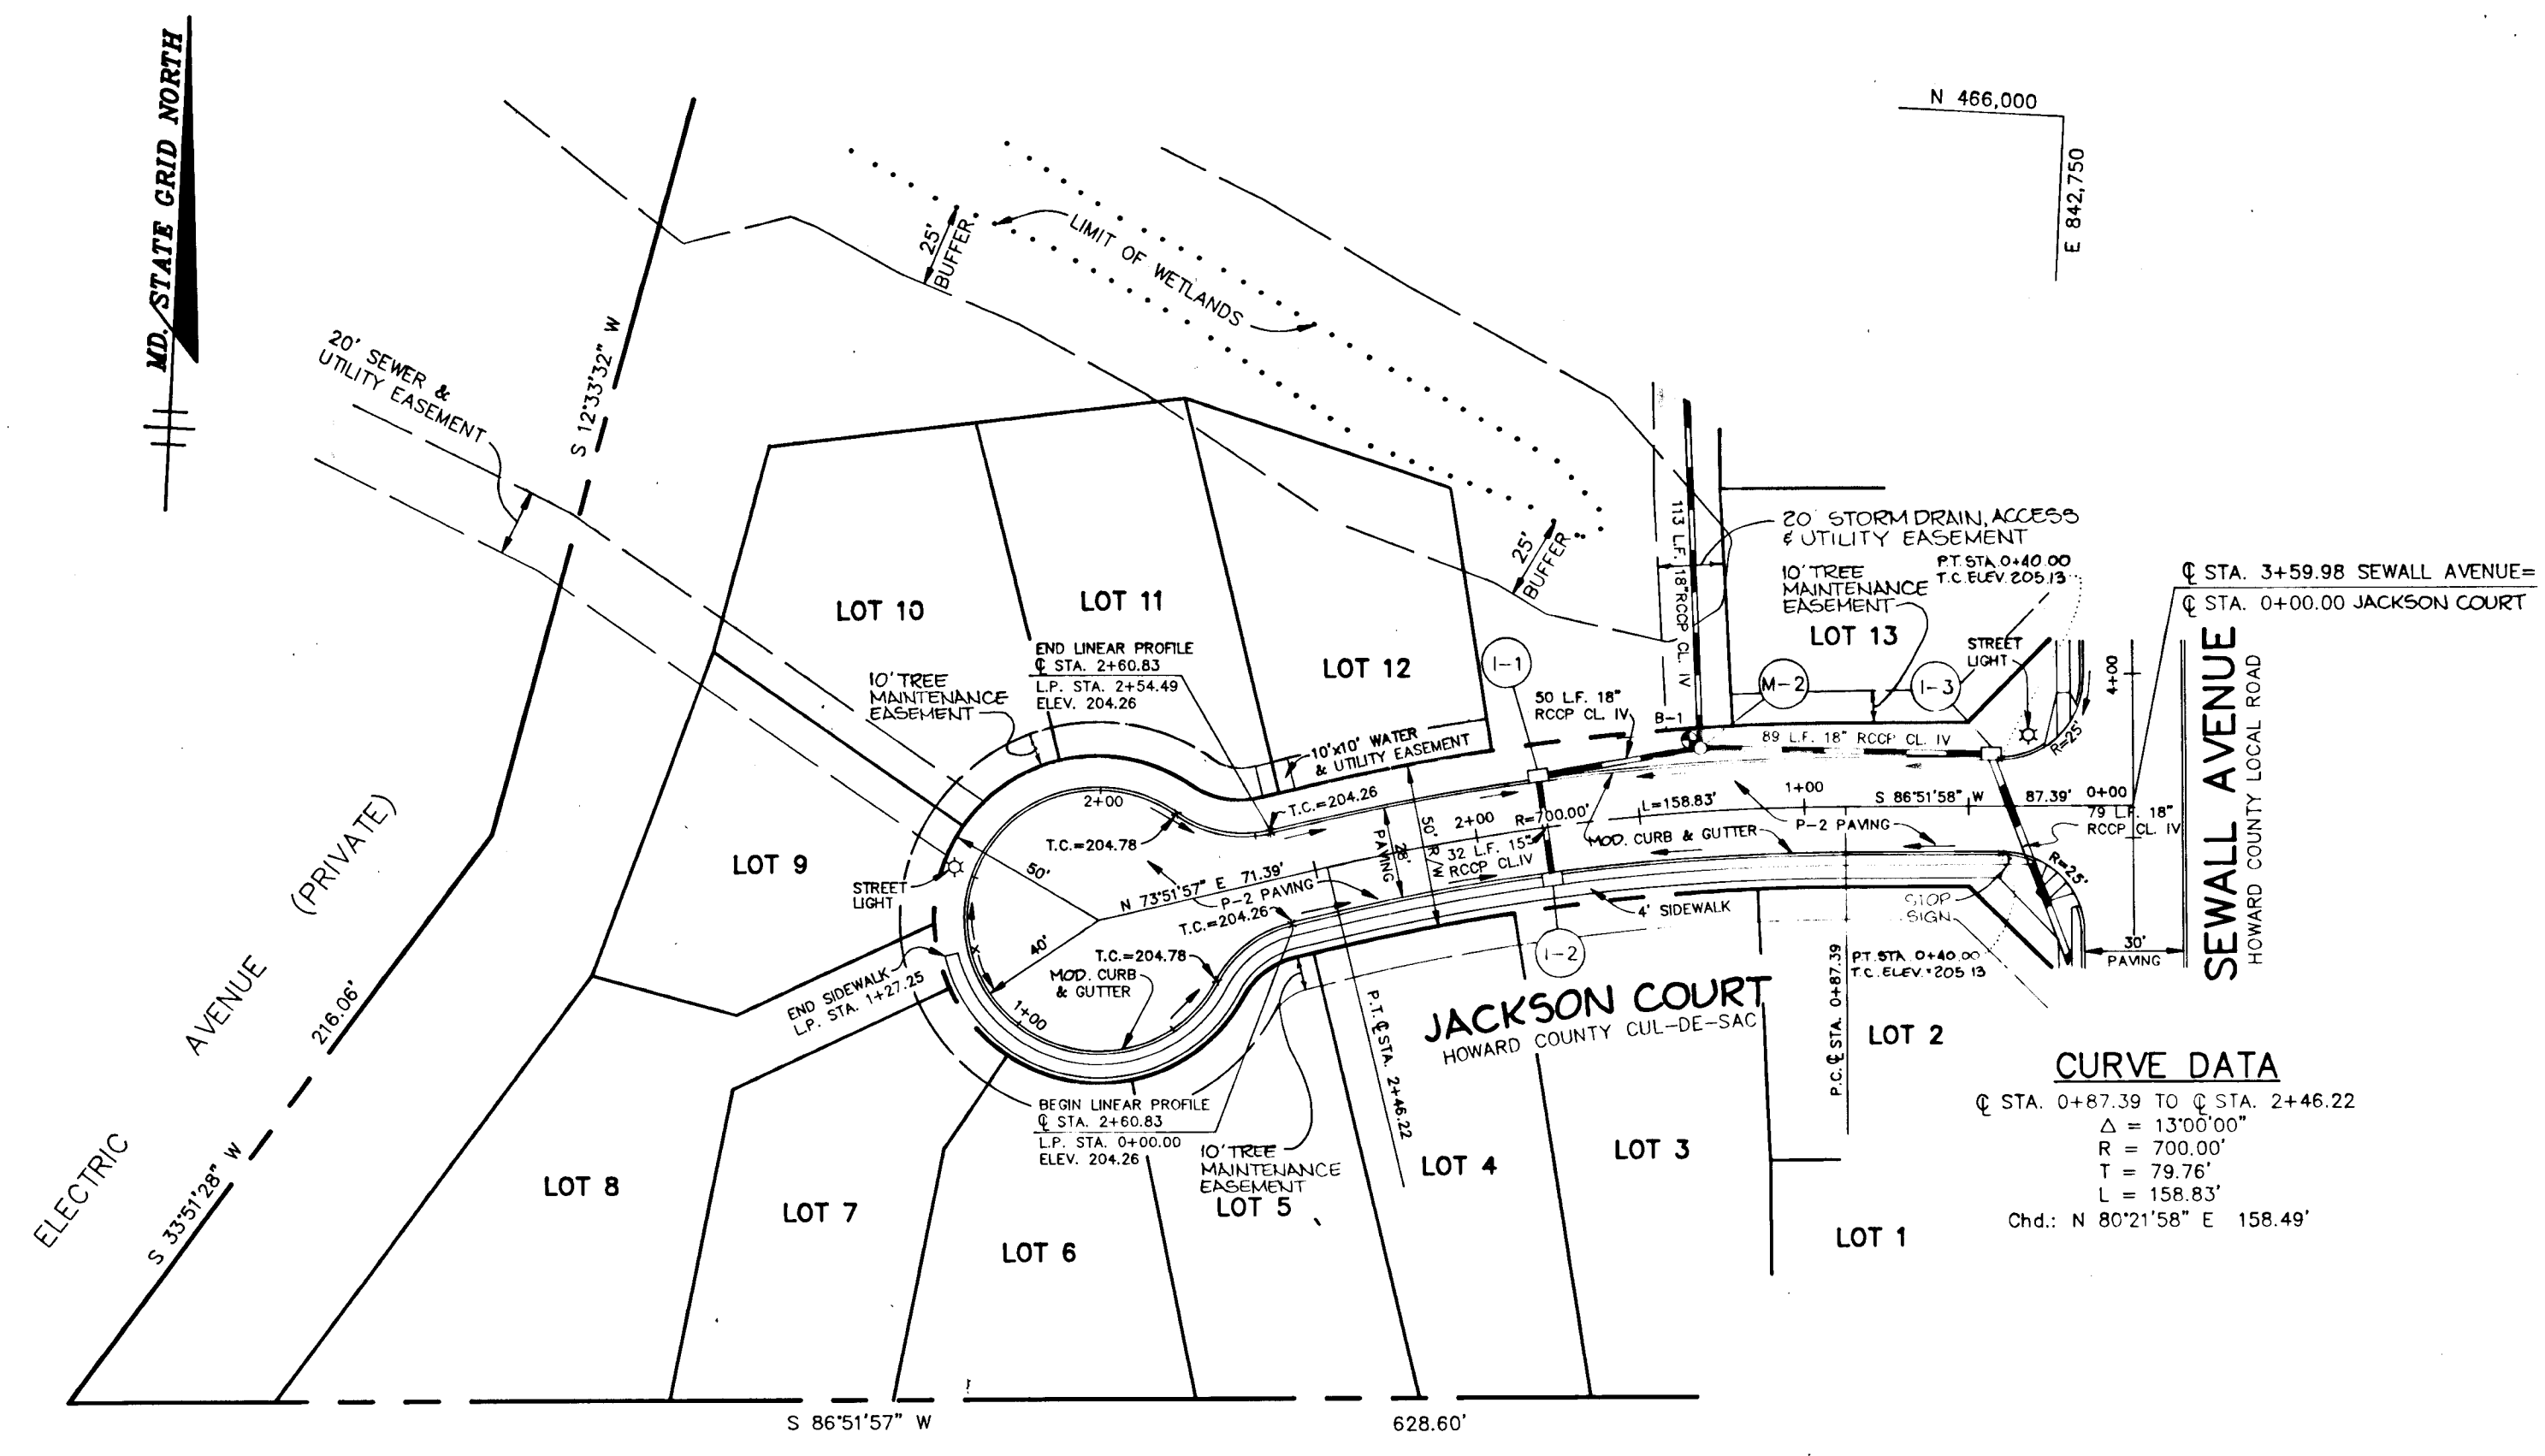 MD. STATE GRID NORTH
N 466,000
E 842,750
20' SEWER &
UTILITY EASEMENT
S 12°33'32" W
25'
BUFFER
LIMIT OF WETLANDS
25'
BUFFER
113 L.F. 18" RCCP CL. IV
20' STORM DRAIN, ACCESS
& UTILITY EASEMENT
P.T. STA. 0+40.00
T.C. ELEV. 205.13
10' TREE
MAINTENANCE
EASEMENT
LOT 13
STREET
LIGHT
℄ STA. 3+59.98 SEWALL AVENUE=
℄ STA. 0+00.00 JACKSON COURT
SEWALL AVENUE
HOWARD COUNTY LOCAL ROAD
4+00
R=25'
LOT 10
LOT 11
LOT 12
END LINEAR PROFILE
℄ STA. 2+60.83
L.P. STA. 2+54.49
ELEV. 204.26
10' TREE
MAINTENANCE
EASEMENT
10'x10' WATER
& UTILITY EASEMENT
I-1
50 L.F. 18"
RCCP CL. IV
B-1
M-2
I-3
89 L.F. 18" RCCP CL. IV
2+00
T.C.=204.26
T.C.=204.78
50'
40'
N 73°51'57" E 71.39'
P-2 PAVING
28'
PAVING
50' R/W
2+00
R=700.00'
L=158.83'
1+00
S 86°51'58" W
87.39'
0+00
79 L.F. 18"
RCCP CL. IV
32 L.F. 15"
RCCP CL.IV
MOD. CURB & GUTTER
P-2 PAVING
R=25'
LOT 9
STREET
LIGHT
T.C.=204.26
T.C.=204.78
MOD. CURB
& GUTTER
1+00
END SIDEWALK
L.P. STA. 1+27.25
4' SIDEWALK
I-2
STOP
SIGN
30'
PAVING
P.T. STA. 0+40.00
T.C. ELEV. 205.13
P.C. ℄ STA. 0+87.39
P.T. ℄ STA. 2+46.22
JACKSON COURT
HOWARD COUNTY CUL-DE-SAC
BEGIN LINEAR PROFILE
℄ STA. 2+60.83
L.P. STA. 0+00.00
ELEV. 204.26
10' TREE
MAINTENANCE
EASEMENT
LOT 8
LOT 7
LOT 6
LOT 5
LOT 4
LOT 3
LOT 2
LOT 1
CURVE DATA
℄ STA. 0+87.39 TO ℄ STA. 2+46.22
Δ = 13°00'00"
R = 700.00'
T = 79.76'
L = 158.83'
Chd.: N 80°21'58" E 158.49'
ELECTRIC AVENUE (PRIVATE)
S 33°51'28" W 216.06'
S 86°51'57" W 628.60'